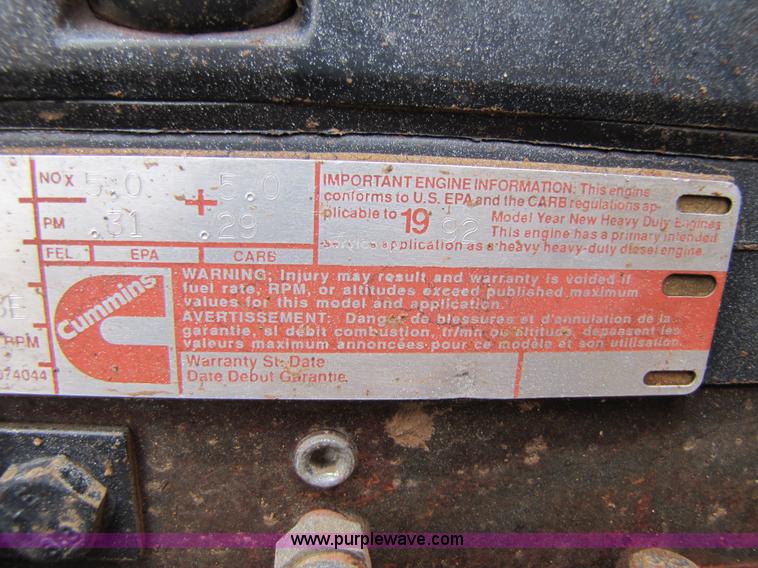 NOX 5.0 5.0
PM .31 .29
FEL EPA CARB
IMPORTANT ENGINE INFORMATION: This engine
conforms to U.S. EPA and the CARB regulations ap-
plicable to 1992 Model Year New Heavy Duty Engines
This engine has a primary intended
service application as a heavy heavy-duty diesel engine
Cummins
WARNING: Injury may result and warranty is voided if
fuel rate, RPM, or altitudes exceed published maximum
values for this model and application.
AVERTISSEMENT: Danger de blessures et d'annulation de la
garantie, si débit combustion, tr/mn ou altitude, dépassent les
valeurs maximum annoncées pour ce modèle et son utilisation.
RPM
074044
Warranty St. Date
Date Début Garantie
www.purplewave.com